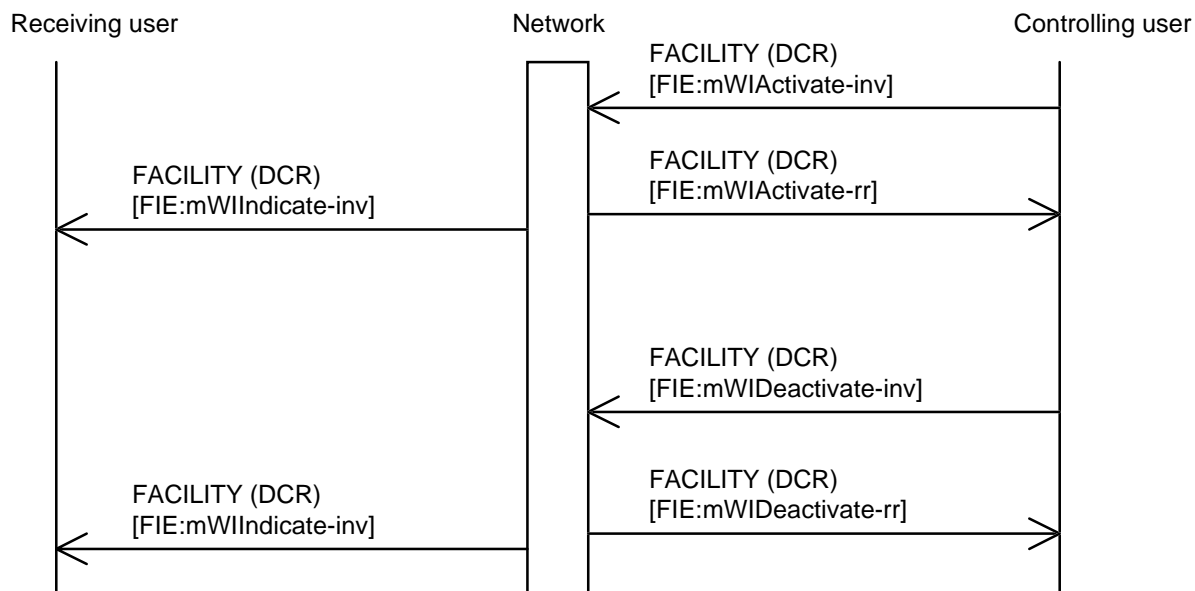 Receiving user
Network
Controlling user
FACILITY (DCR)
[FIE:mWIActivate-inv]
FACILITY (DCR)
[FIE:mWIActivate-rr]
FACILITY (DCR)
[FIE:mWIIndicate-inv]
FACILITY (DCR)
[FIE:mWIDeactivate-inv]
FACILITY (DCR)
[FIE:mWIDeactivate-rr]
FACILITY (DCR)
[FIE:mWIIndicate-inv]